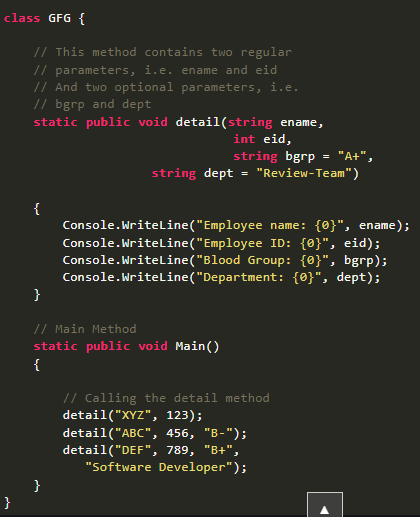 class GFG {
// This method contains two regular
// parameters, i.e. ename and eid
// And two optional parameters, i.e.
// bgrp and dept
static public void detail(string ename,
int eid,
string bgrp = "A+",
string dept = "Review-Team")
{
Console.WriteLine("Employee name: {0}", ename);
Console.WriteLine("Employee ID: {0}", eid);
Console.WriteLine("Blood Group: {0}", bgrp);
Console.WriteLine("Department: {0}", dept);
}
// Main Method
static public void Main()
{
// Calling the detail method
detail("XYZ", 123);
detail("ABC", 456, "B-");
detail("DEF", 789, "B+",
"Software Developer");
}
}